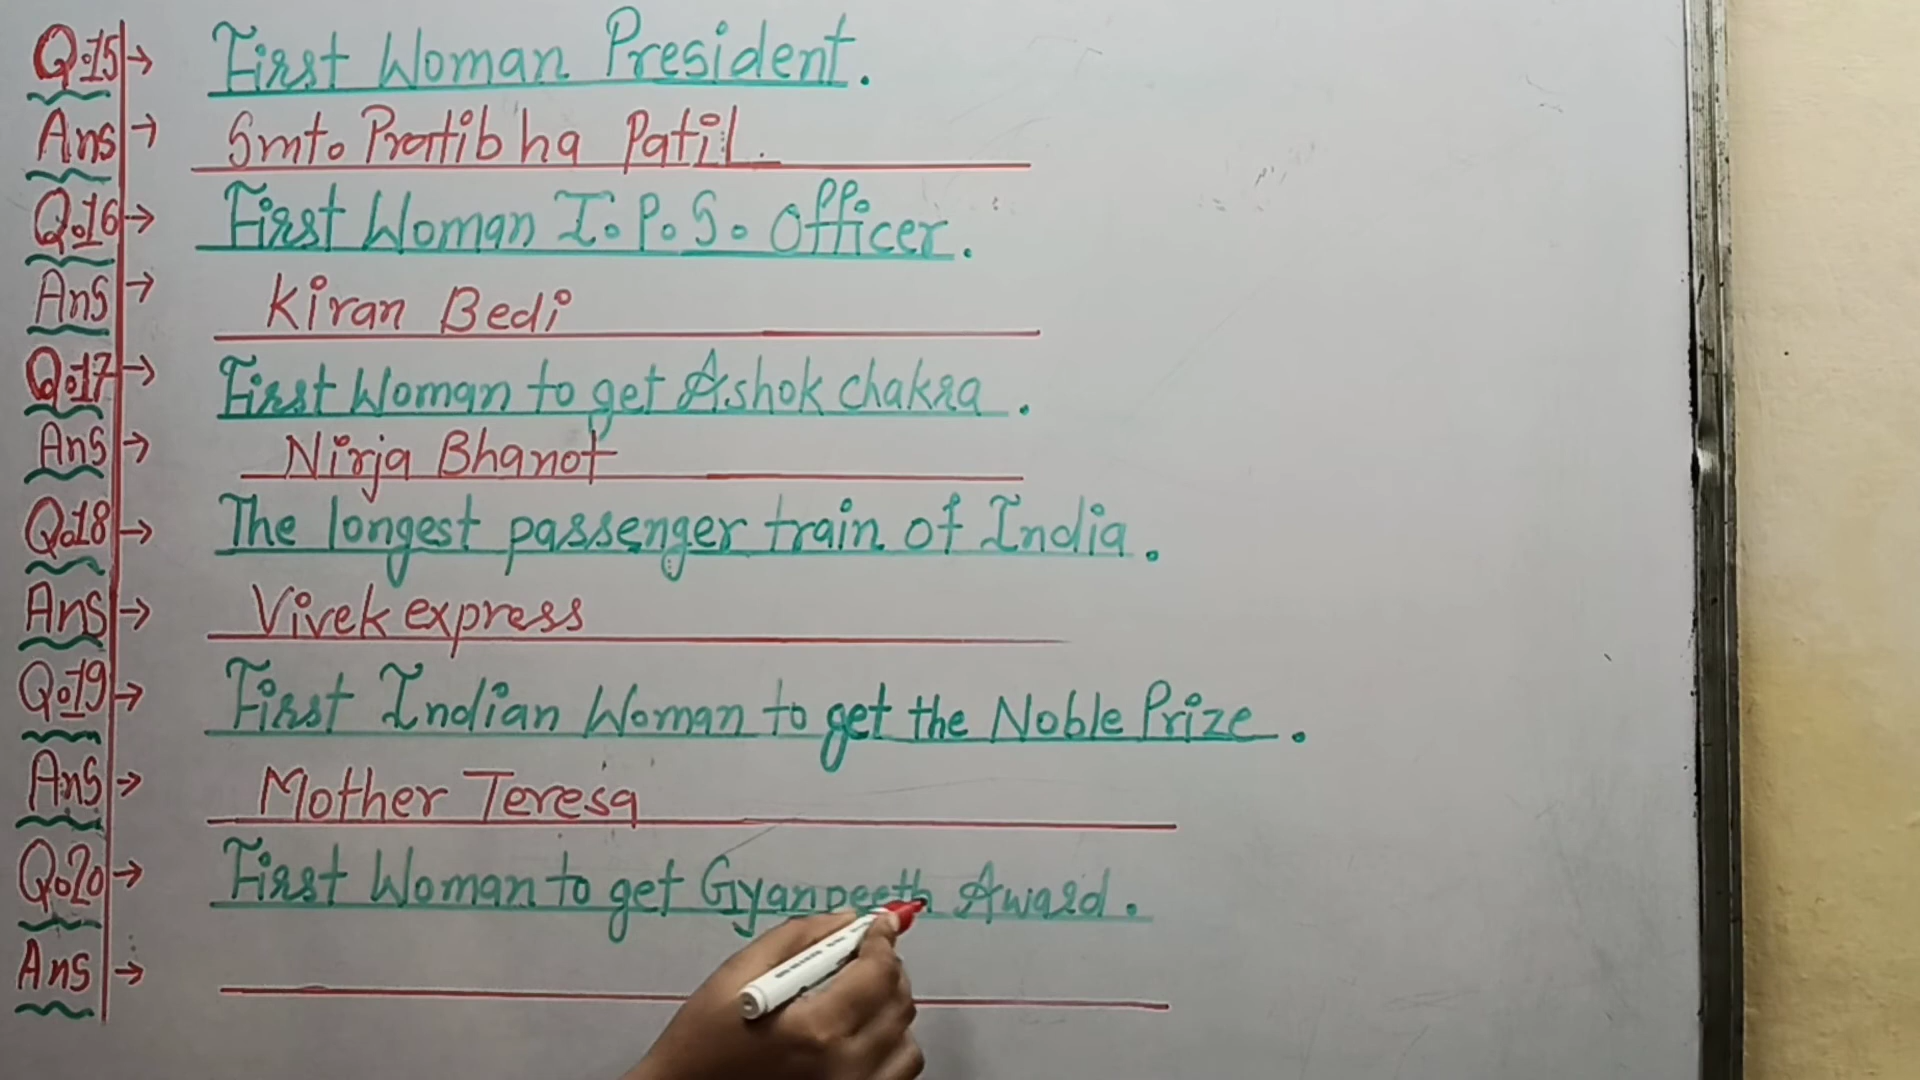 Q.15→ First Woman President.
Ans→ Smt. Pratibha Patil.
Q.16→ First Woman I.P.S. Officer.
Ans→ Kiran Bedi
Q.17→ First Woman to get Ashok chakra.
Ans→ Nirja Bhanot
Q.18→ The longest passenger train of India.
Ans→ Vivek express
Q.19→ First Indian Woman to get the Noble Prize.
Ans→ Mother Teresa
Q.20→ First Woman to get Gyanpeeth Award.
Ans→